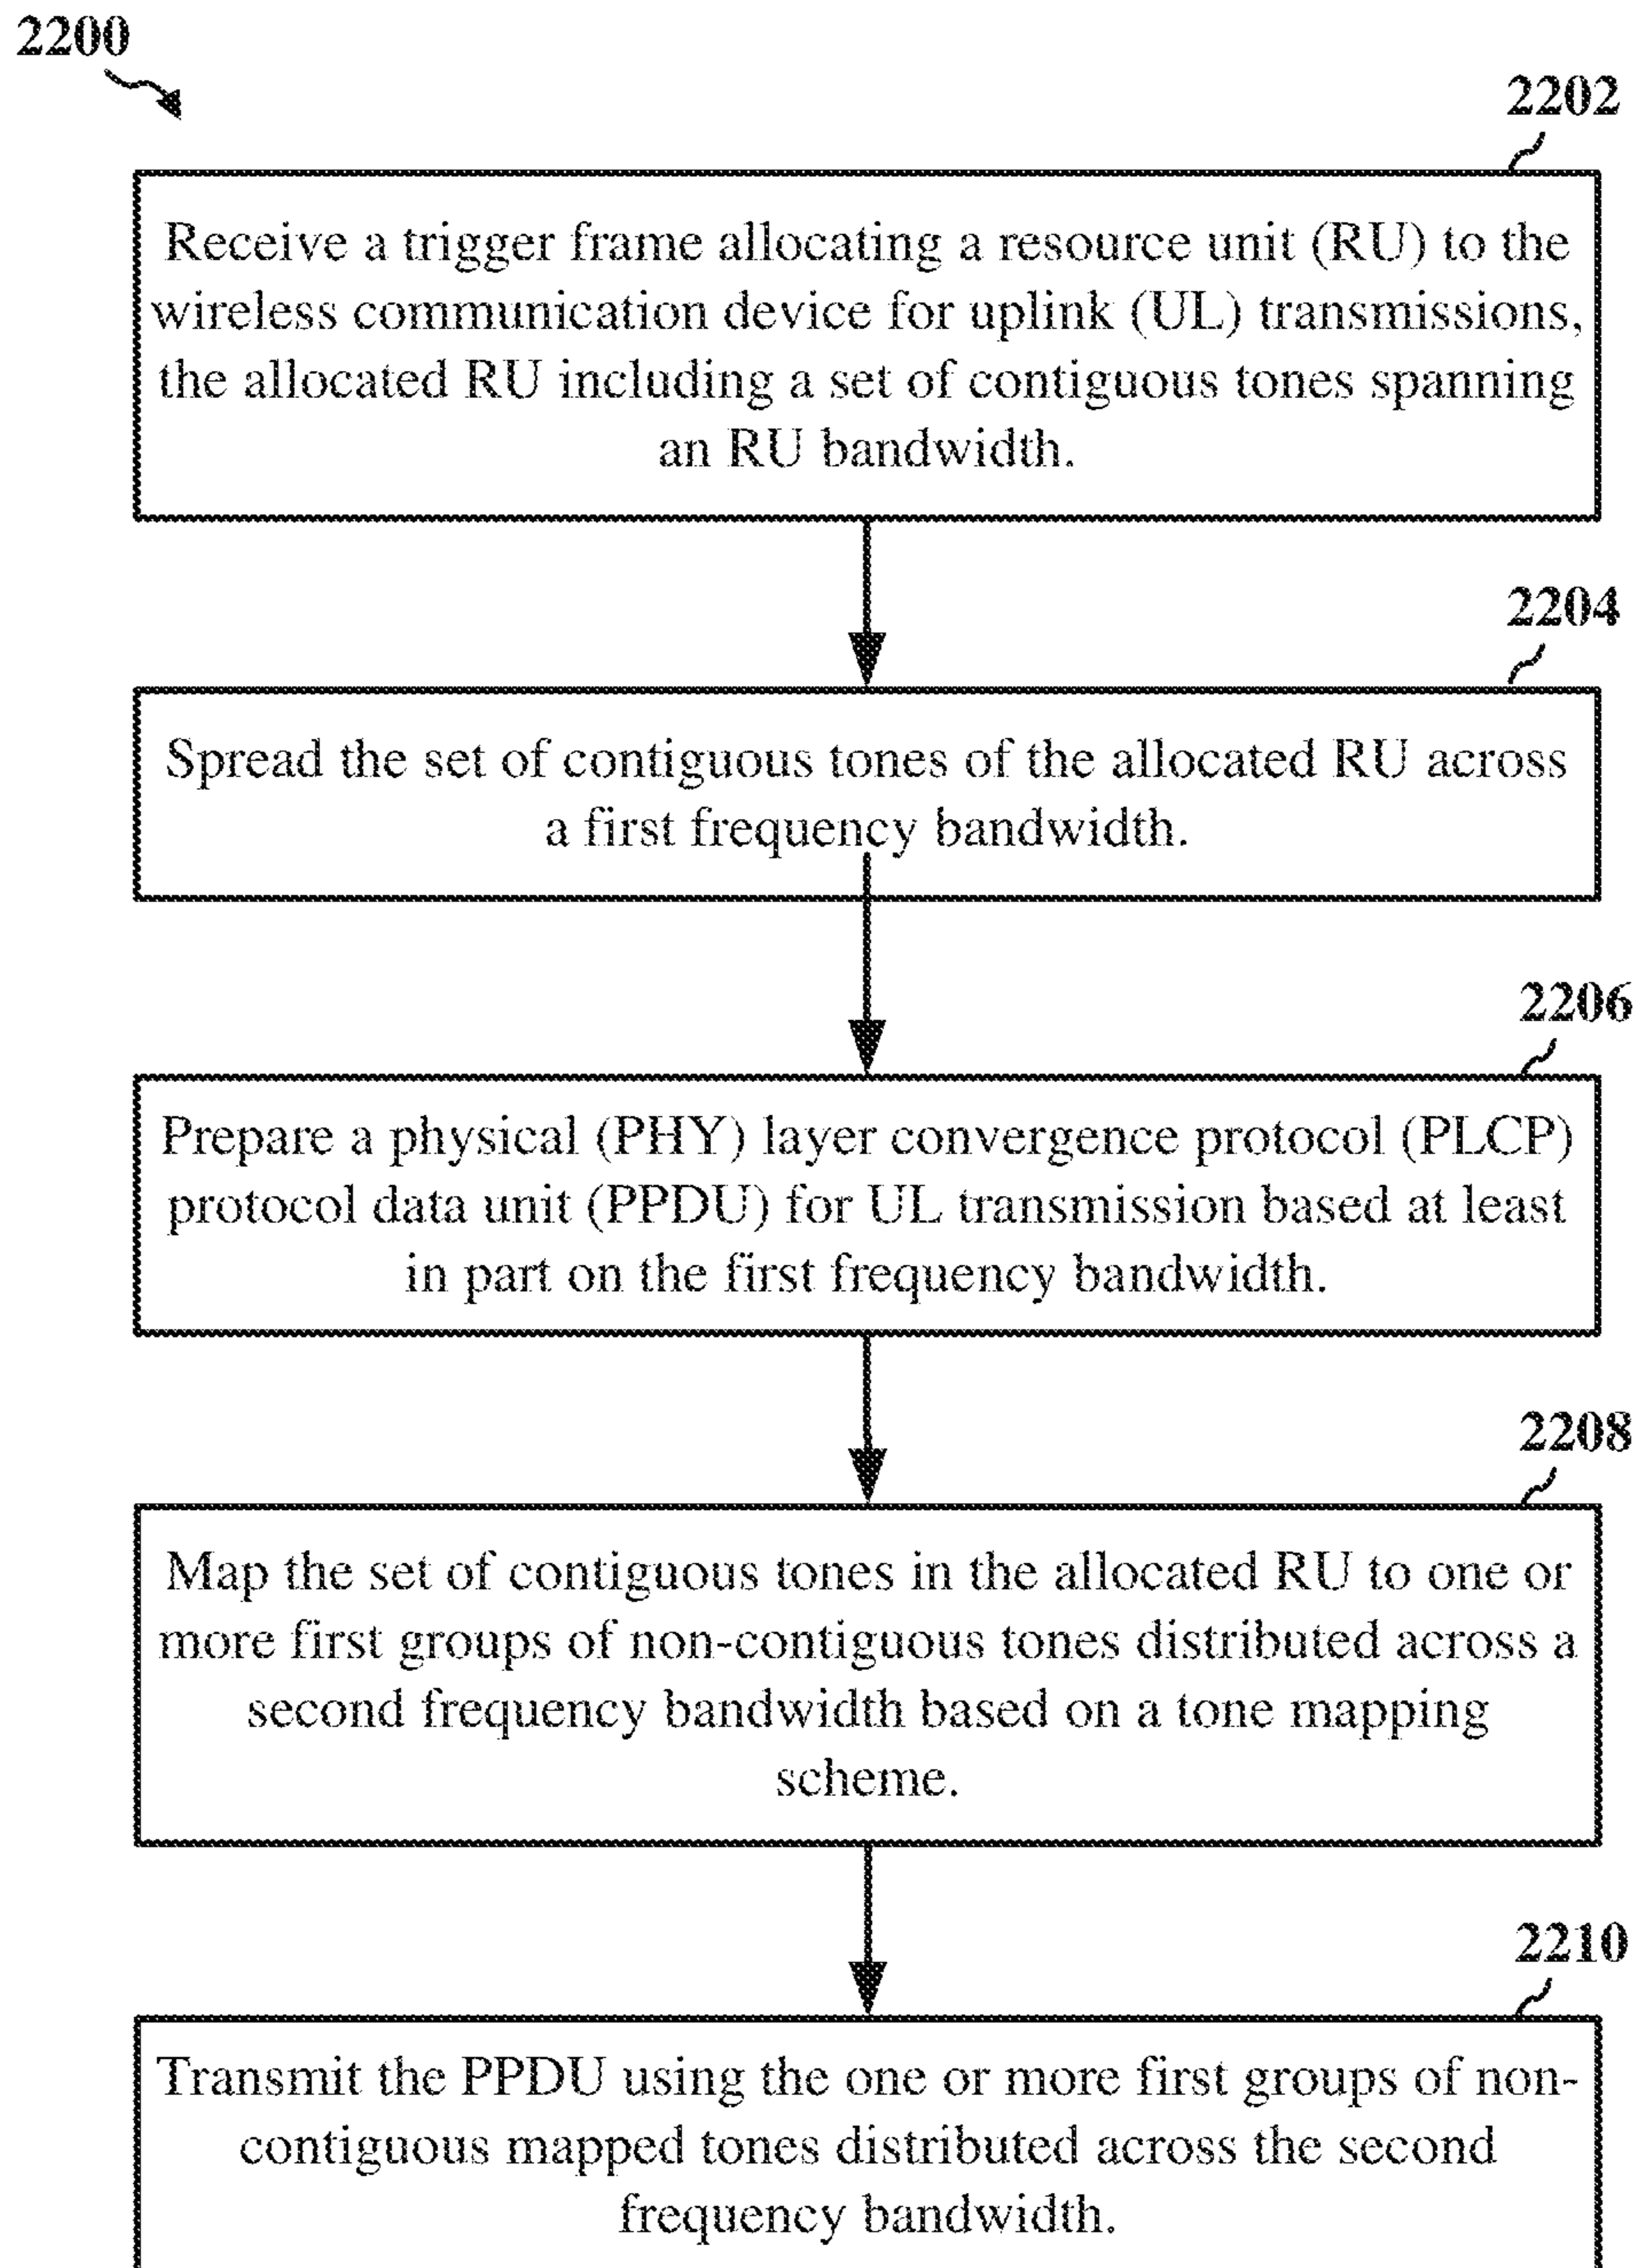 2200
2202
Receive a trigger frame allocating a resource unit (RU) to the
wireless communication device for uplink (UL) transmissions,
the allocated RU including a set of contiguous tones spanning
an RU bandwidth.
2204
Spread the set of contiguous tones of the allocated RU across
a first frequency bandwidth.
2206
Prepare a physical (PHY) layer convergence protocol (PLCP)
protocol data unit (PPDU) for UL transmission based at least
in part on the first frequency bandwidth.
2208
Map the set of contiguous tones in the allocated RU to one or
more first groups of non-contiguous tones distributed across a
second frequency bandwidth based on a tone mapping
scheme.
2210
Transmit the PPDU using the one or more first groups of non-
contiguous mapped tones distributed across the second
frequency bandwidth.